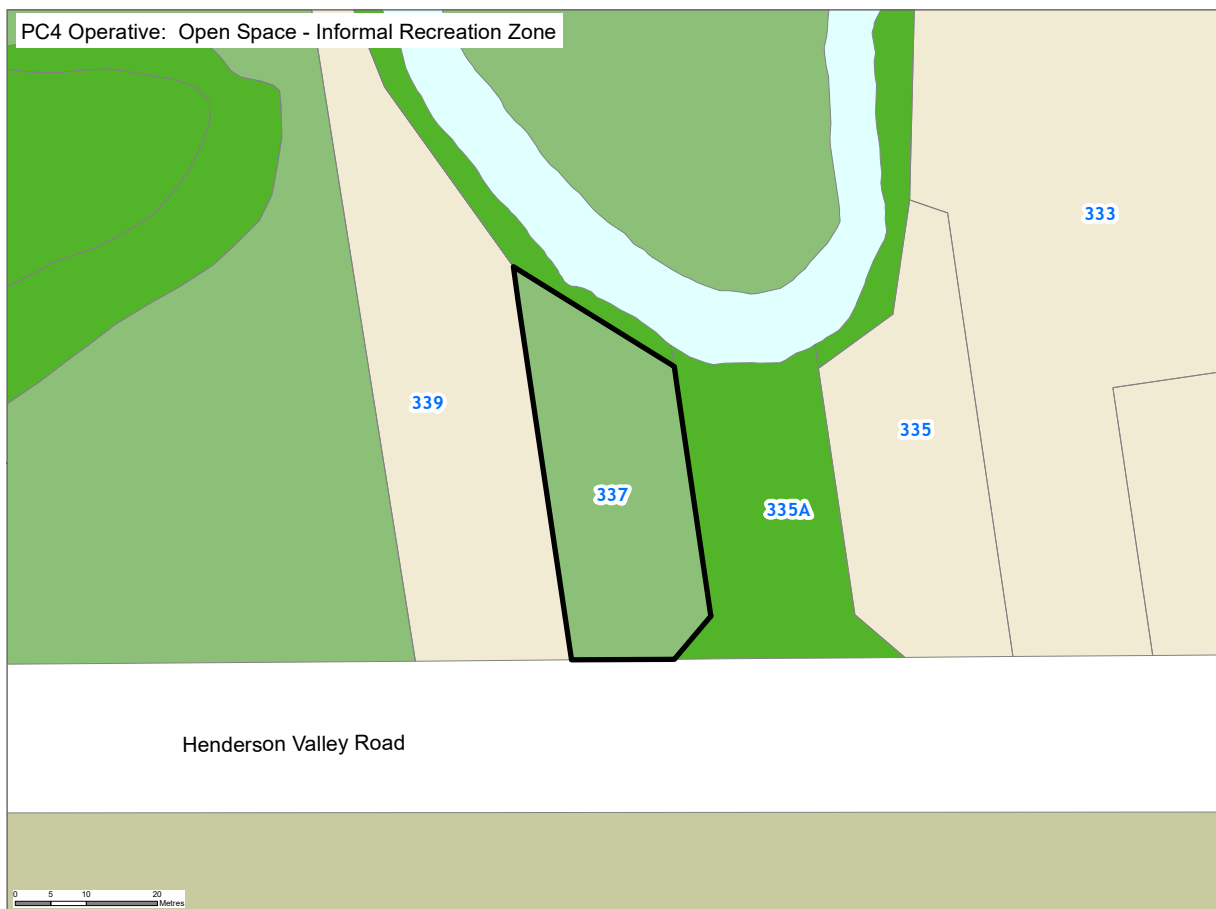 PC4 Operative: Open Space - Informal Recreation Zone
333
339
335
337
335A
Henderson Valley Road
0 5 10 20
Metres